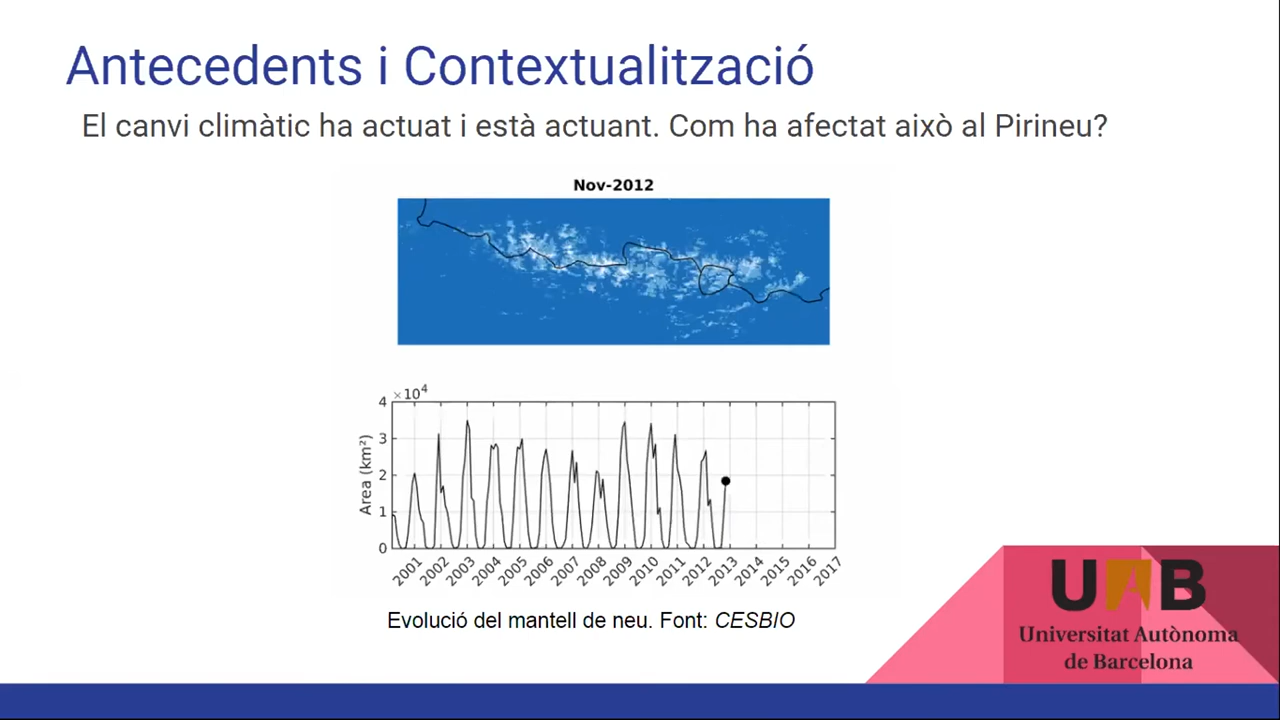 Antecedents i Contextualització
El canvi climàtic ha actuat i està actuant. Com ha afectat això al Pirineu?
Nov-2012
×10⁴
4
3
2
1
0
Area (km²)
2001 2002 2003 2004 2005 2006 2007 2008 2009 2010 2011 2012 2013 2014 2015 2016 2017
Evolució del mantell de neu. Font: CESBIO
UAB
Universitat Autònoma
de Barcelona